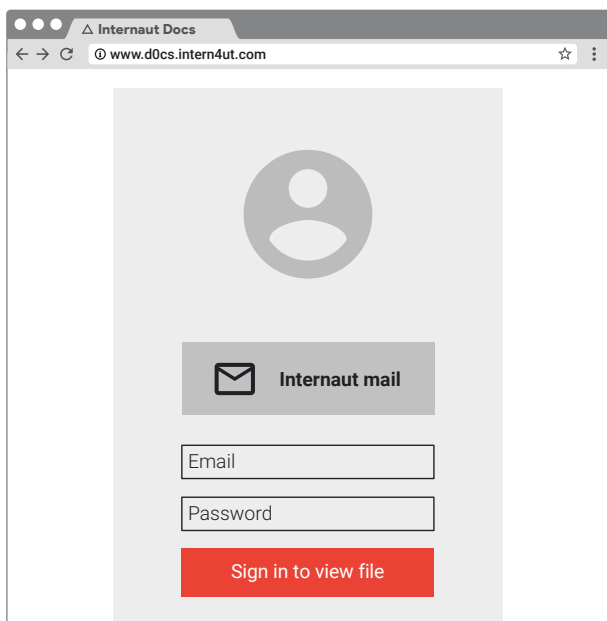 Internaut Docs
www.d0cs.intern4ut.com
Internaut mail
Email
Password
Sign in to view file